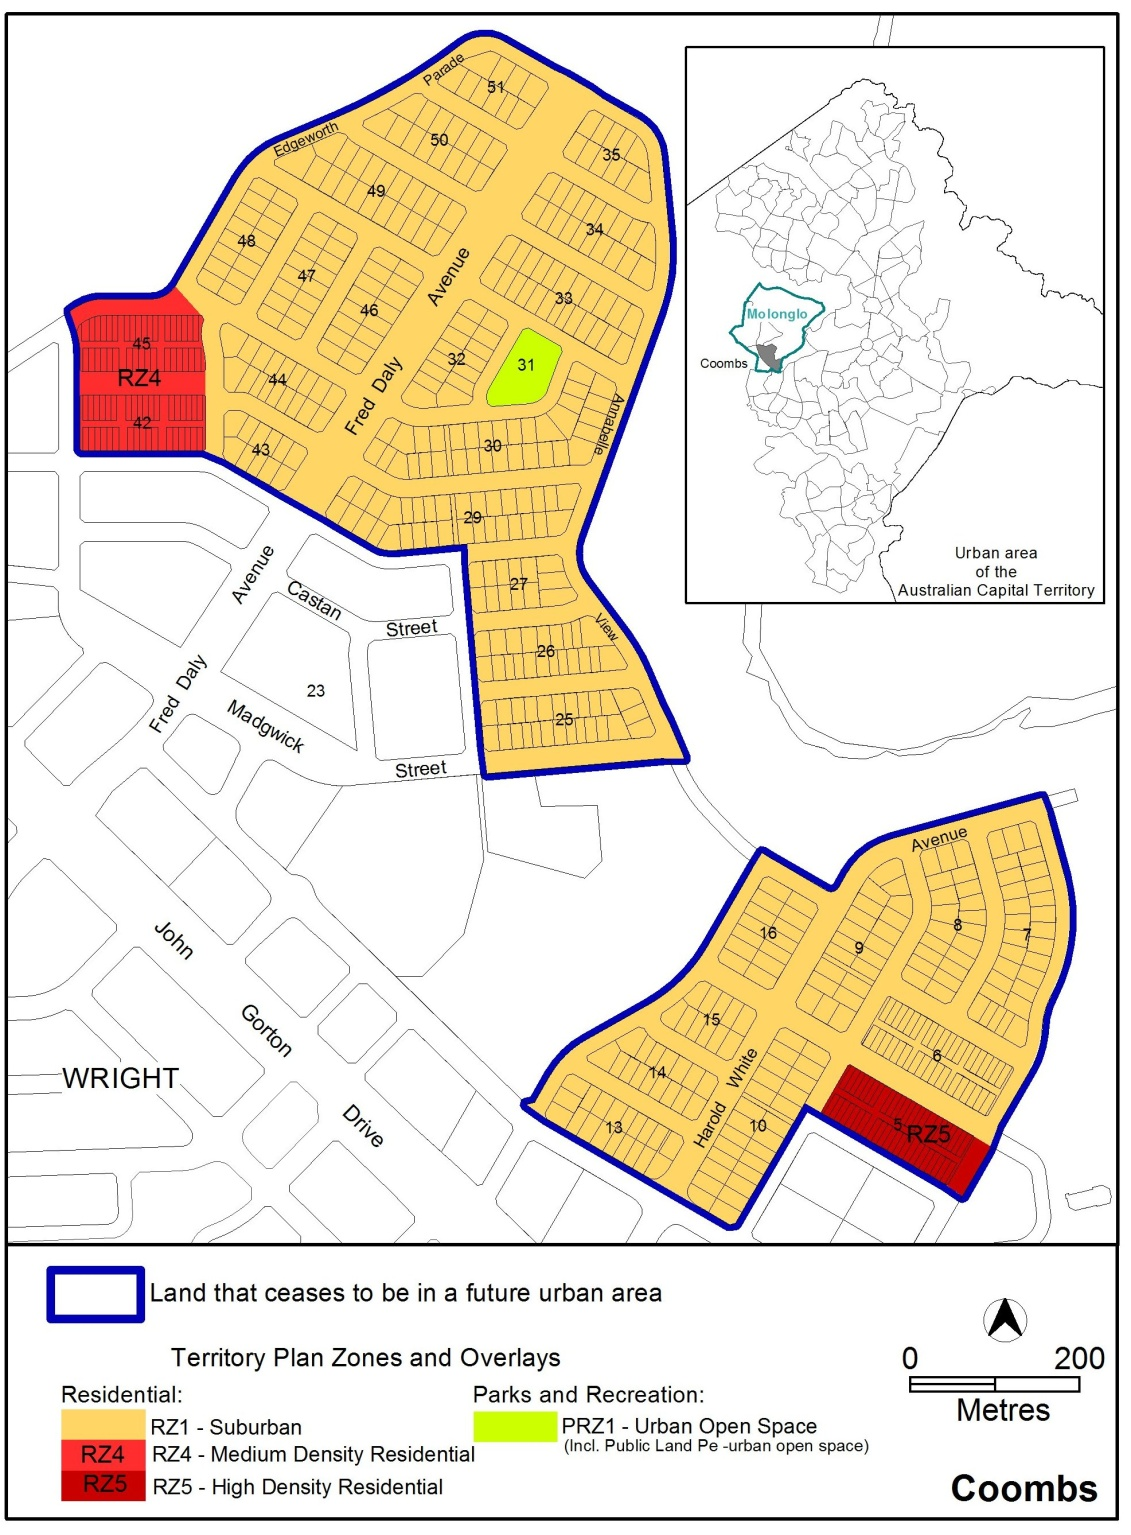 51
Parade
50
35
Edgeworth
49
34
48
47
Avenue
33
46
32
31
45
RZ4
44
Fred Daly
Annabelle
42
43
30
29
27
Avenue
Castan
Street
View
26
23
Fred Daly
25
Madgwick
Street
Molonglo
Coombs
Urban area
of the
Australian Capital Territory
Avenue
16
9
8
7
John
15
Gorton
6
White
14
WRIGHT
Harold
13
10
5
RZ5
Drive
Land that ceases to be in a future urban area
Territory Plan Zones and Overlays
Residential:
RZ1 - Suburban
RZ4 RZ4 - Medium Density Residential
RZ5 RZ5 - High Density Residential
Parks and Recreation:
PRZ1 - Urban Open Space
(Incl. Public Land Pe -urban open space)
0 200
Metres
Coombs